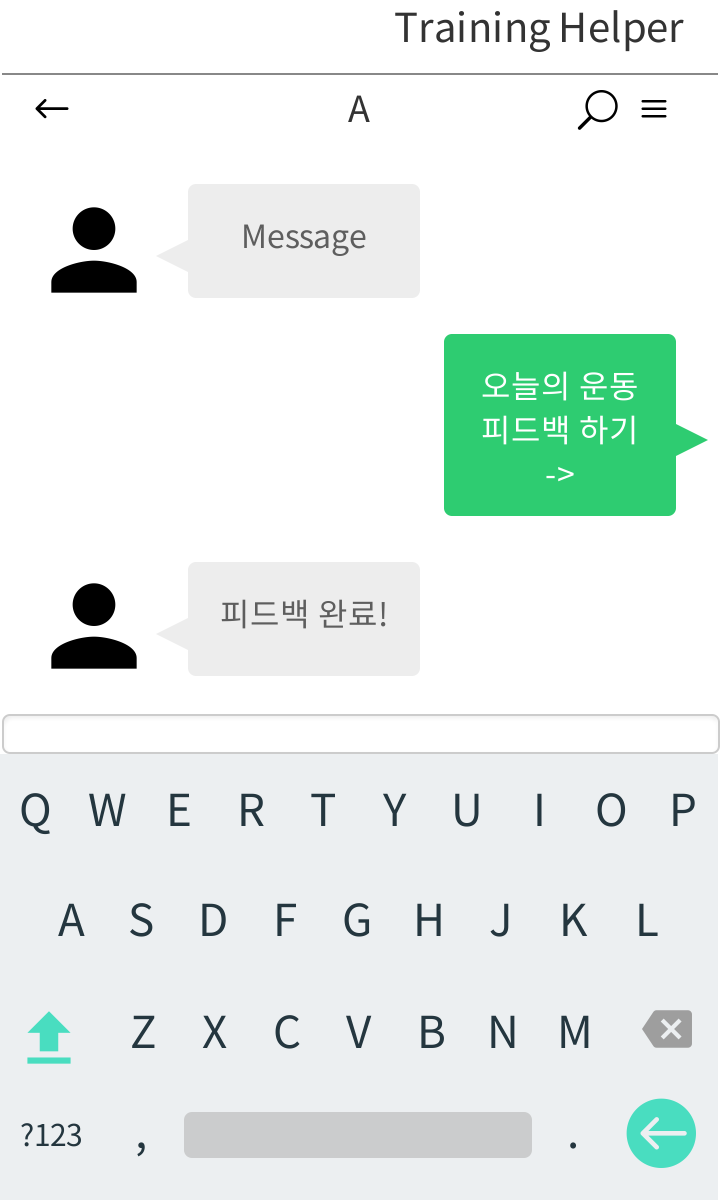 Training Helper
A
Message
오늘의 운동
피드백 하기
->
피드백 완료!
Q W E R T Y U I O P
A S D F G H J K L
Z X C V B N M
?123 , .